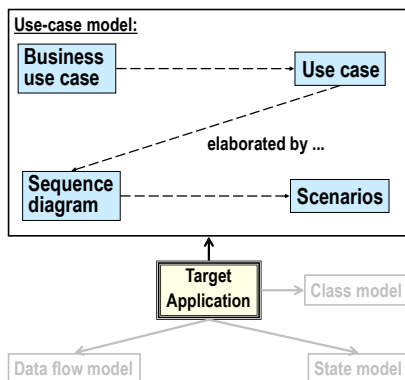 Use-case model:
Business
use case
Use case
elaborated by ...
Sequence
diagram
Scenarios
Target
Application
Class model
Data flow model
State model